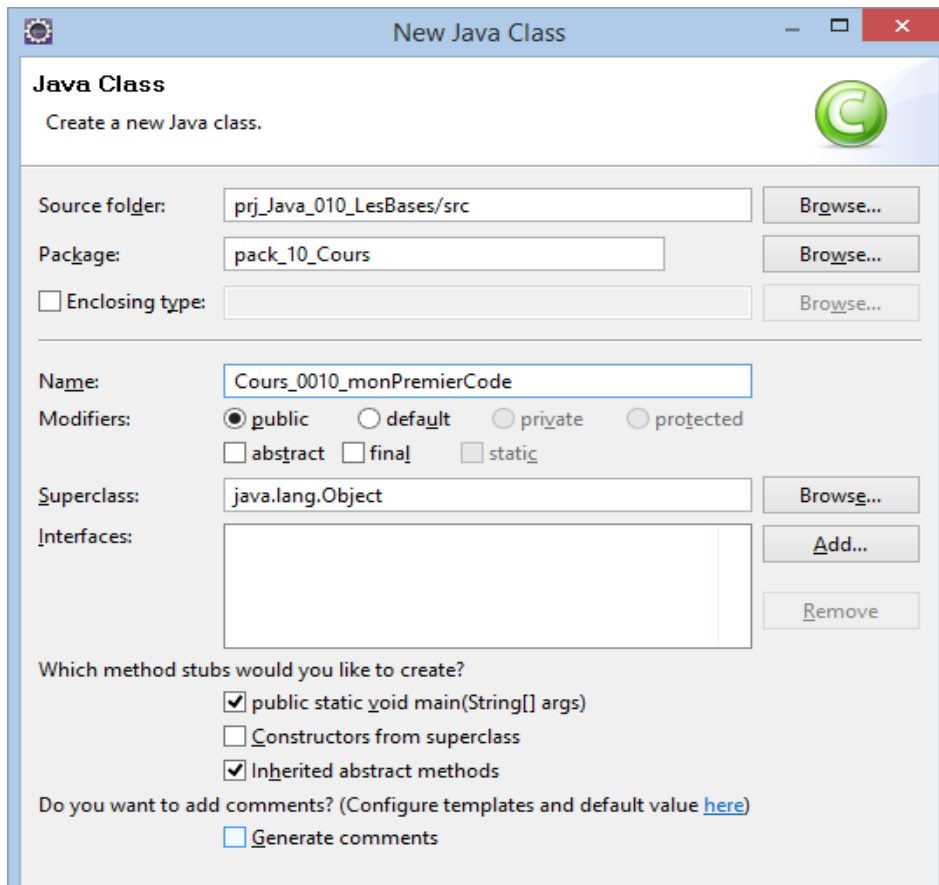 New Java Class
Java Class
Create a new Java class.
C
Source folder: prj_Java_010_LesBases/src Browse...
Package: pack_10_Cours Browse...
Enclosing type: Browse...
Name: Cours_0010_monPremierCode
Modifiers: public default private protected
abstract final static
Superclass: java.lang.Object Browse...
Interfaces: Add...
Remove
Which method stubs would you like to create?
public static void main(String[] args)
Constructors from superclass
Inherited abstract methods
Do you want to add comments? (Configure templates and default value here)
Generate comments